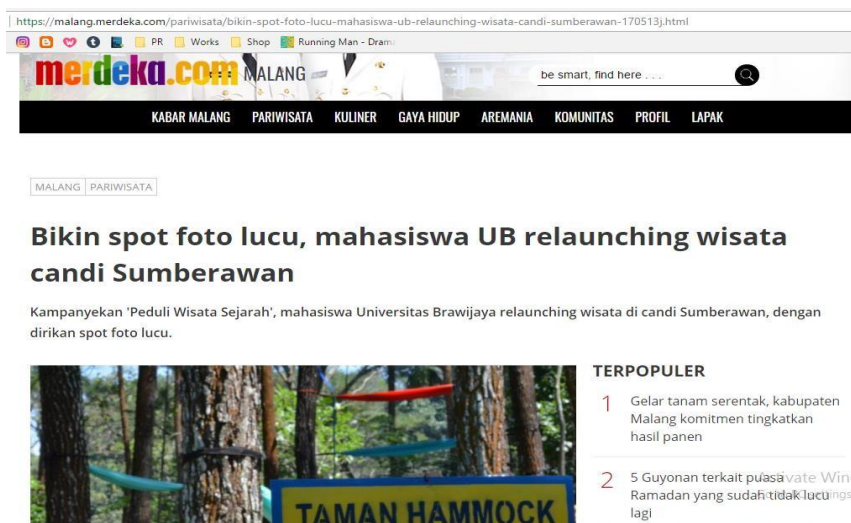 https://malang.merdeka.com/pariwisata/bikin-spot-foto-lucu-mahasiswa-ub-relaunching-wisata-candi-sumberawan-170513j.html
PR Works Shop Running Man - Dram
merdeka.com MALANG
be smart, find here . . .
KABAR MALANG PARIWISATA KULINER GAYA HIDUP AREMANIA KOMUNITAS PROFIL LAPAK
MALANG PARIWISATA
Bikin spot foto lucu, mahasiswa UB relaunching wisata
candi Sumberawan
Kampanyekan 'Peduli Wisata Sejarah', mahasiswa Universitas Brawijaya relaunching wisata di candi Sumberawan, dengan
dirikan spot foto lucu.
TAMAN HAMMOCK
TERPOPULER
1 Gelar tanam serentak, kabupaten
Malang komitmen tingkatkan
hasil panen
2 5 Guyonan terkait puasa
Ramadan yang sudah tidak lucu
lagi